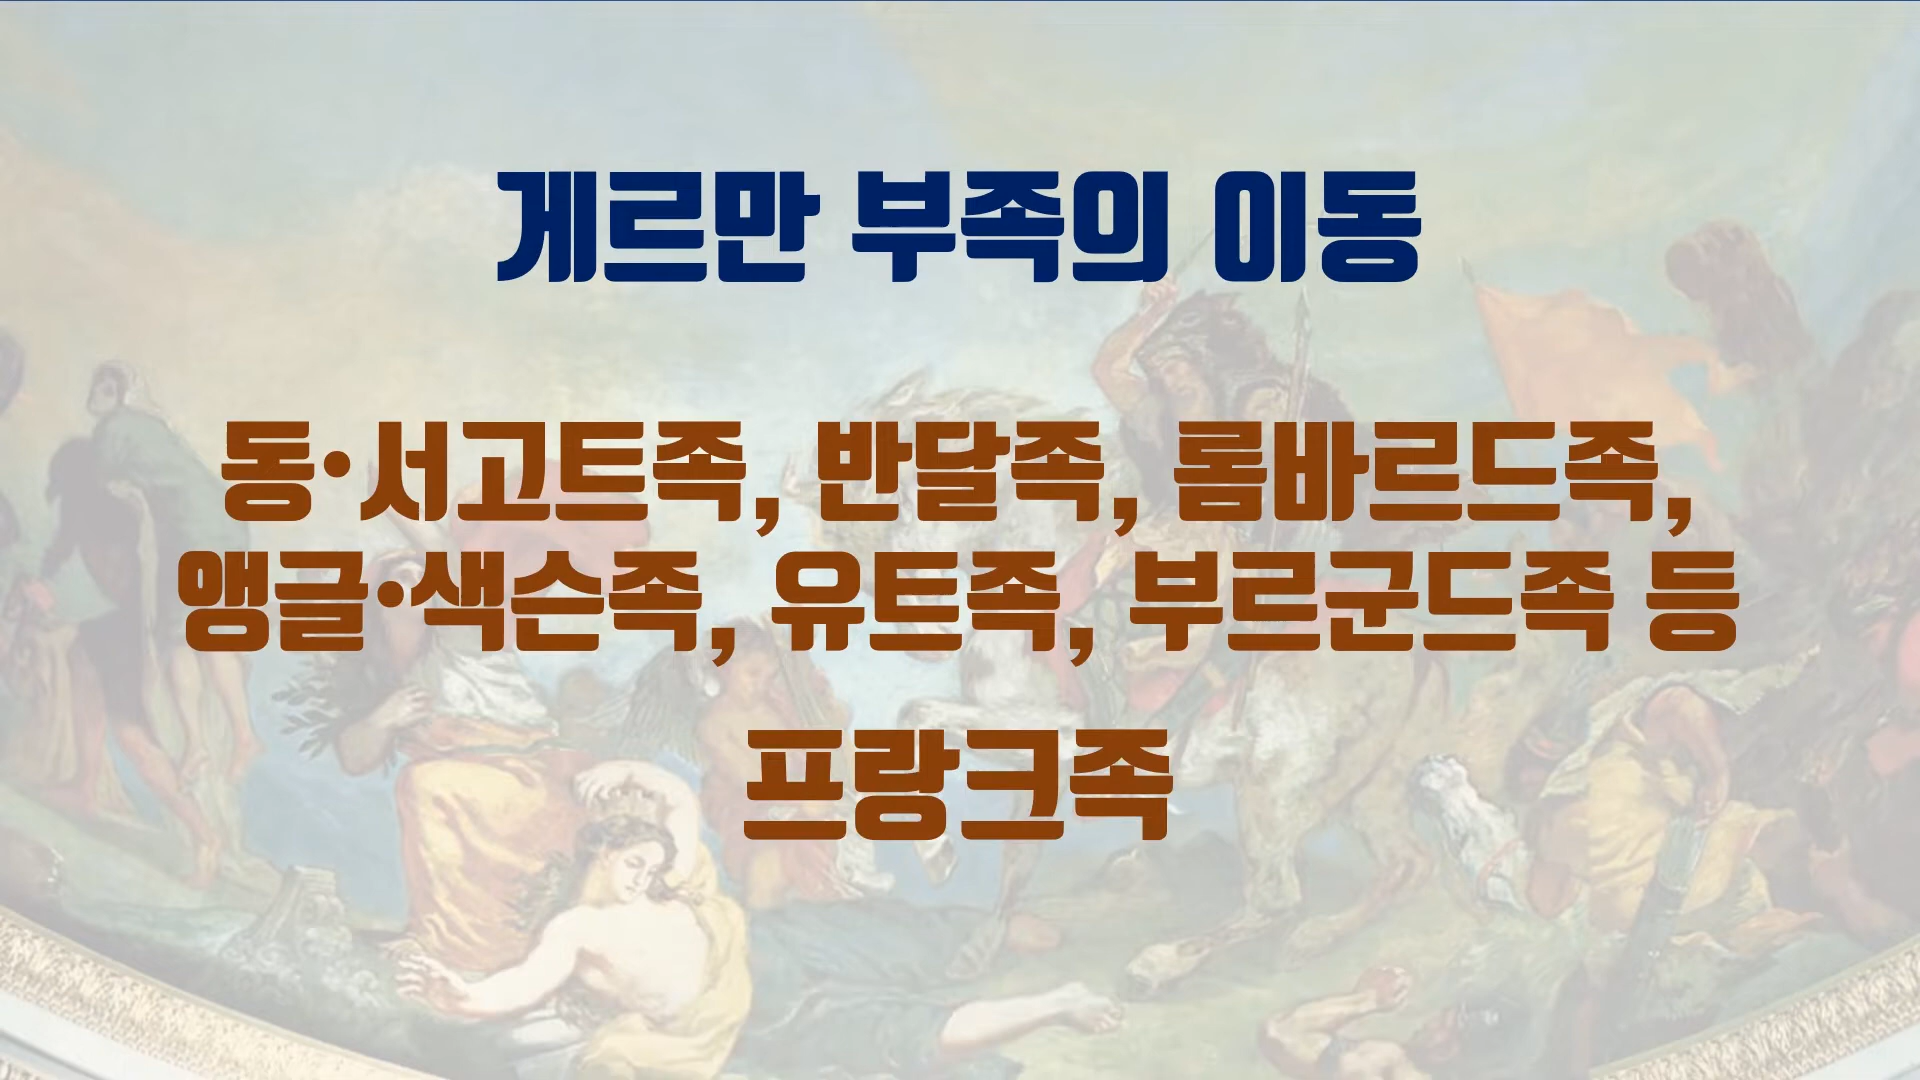 게르만 부족의 이동
동·서고트족, 반달족, 롬바르드족,
앵글·색슨족, 유트족, 부르군드족 등
프랑크족